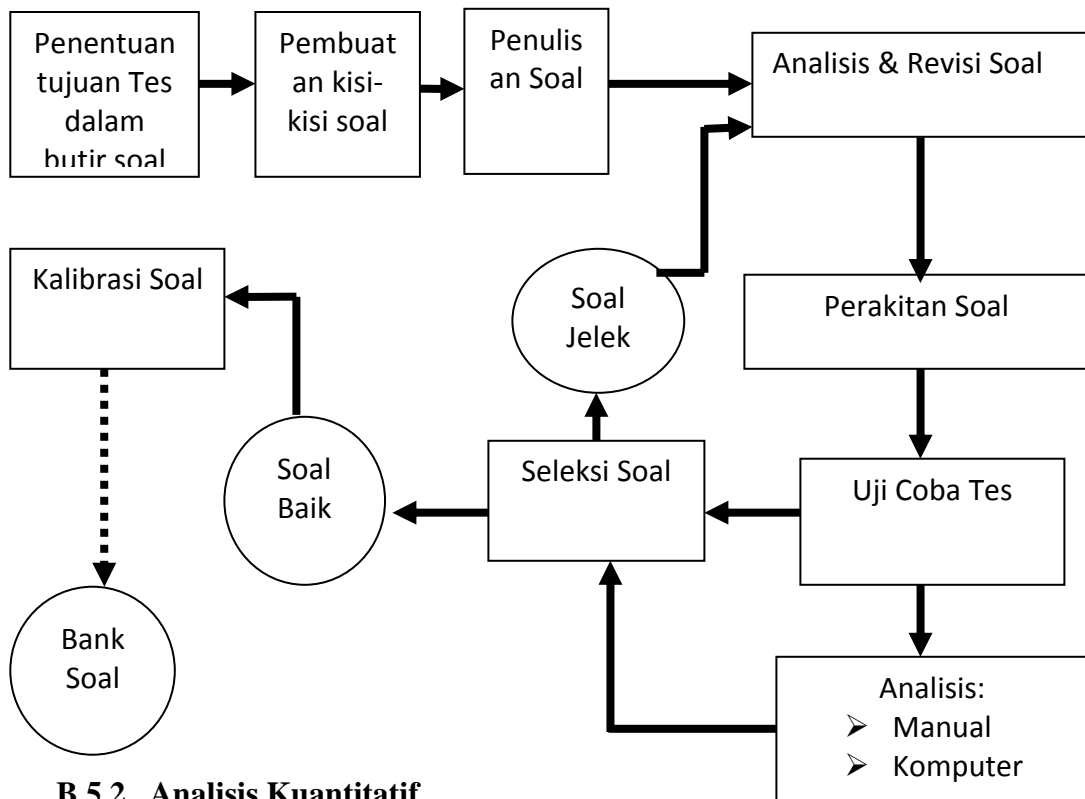 Penentuan
tujuan Tes
dalam
butir soal
Pembuat
an kisi-
kisi soal
Penulis
an Soal
Analisis & Revisi Soal
Kalibrasi Soal
Soal
Jelek
Perakitan Soal
Soal
Baik
Seleksi Soal
Uji Coba Tes
Bank
Soal
Analisis:
➢ Manual
➢ Komputer
B.5.2 Analisis Kuantitatif